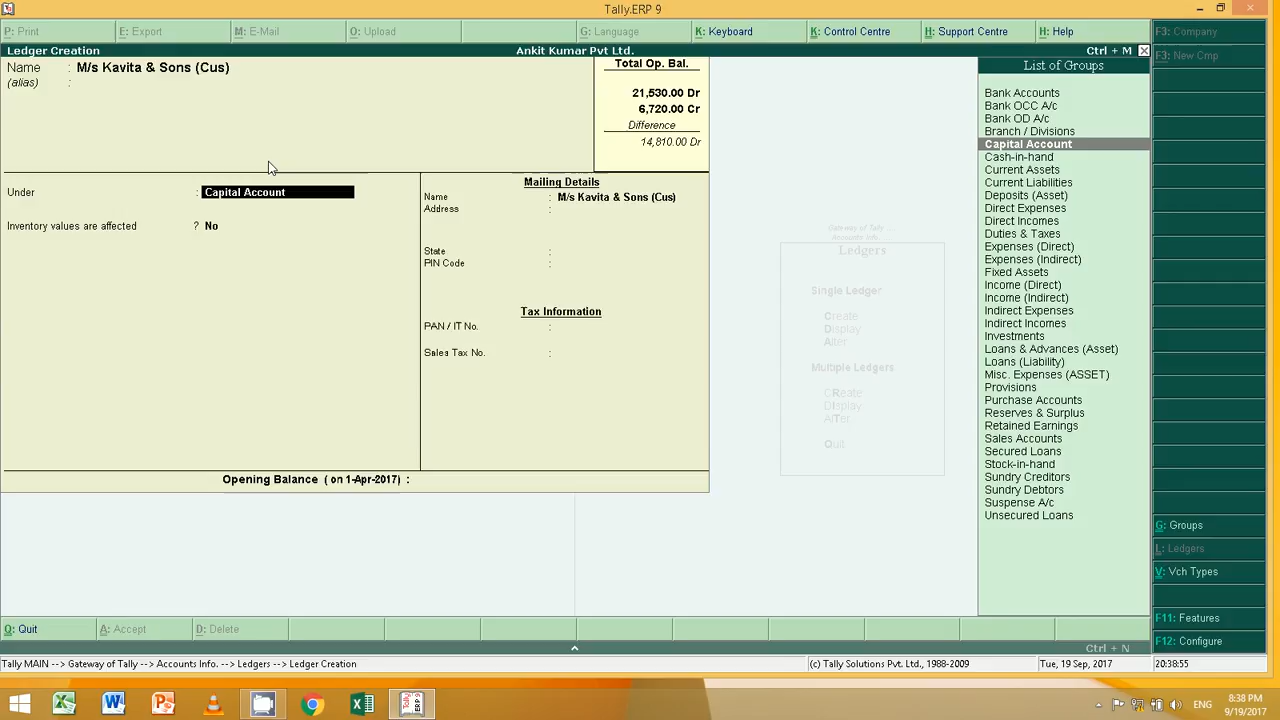 Tally.ERP 9
P: Print
E: Export
M: E-Mail
O: Upload
G: Language
K: Keyboard
K: Control Centre
H: Support Centre
H: Help
F3: Company
F3: New Cmp
Ledger Creation
Ankit Kumar Pvt Ltd.
Ctrl + M
Name : M/s Kavita & Sons (Cus)
(alias) :
Total Op. Bal.
21,530.00 Dr
6,720.00 Cr
Difference
14,810.00 Dr
Under : Capital Account
Inventory values are affected ? No
Mailing Details
Name : M/s Kavita & Sons (Cus)
Address :
State :
PIN Code :
Tax Information
PAN / IT No. :
Sales Tax No. :
Opening Balance ( on 1-Apr-2017) :
Gateway of Tally ...
Accounts Info. ...
Ledgers
Single Ledger
Create
Display
Alter
Multiple Ledgers
CReate
DIsplay
AlTer
Quit
List of Groups
Bank Accounts
Bank OCC A/c
Bank OD A/c
Branch / Divisions
Capital Account
Cash-in-hand
Current Assets
Current Liabilities
Deposits (Asset)
Direct Expenses
Direct Incomes
Duties & Taxes
Expenses (Direct)
Expenses (Indirect)
Fixed Assets
Income (Direct)
Income (Indirect)
Indirect Expenses
Indirect Incomes
Investments
Loans & Advances (Asset)
Loans (Liability)
Misc. Expenses (ASSET)
Provisions
Purchase Accounts
Reserves & Surplus
Retained Earnings
Sales Accounts
Secured Loans
Stock-in-hand
Sundry Creditors
Sundry Debtors
Suspense A/c
Unsecured Loans
G: Groups
L: Ledgers
V: Vch Types
F11: Features
F12: Configure
Q: Quit
A: Accept
D: Delete
Ctrl + N
Tally MAIN --> Gateway of Tally --> Accounts Info. --> Ledgers --> Ledger Creation
(c) Tally Solutions Pvt. Ltd., 1988-2009
Tue, 19 Sep, 2017
20:38:55
ENG
8:38 PM
9/19/2017